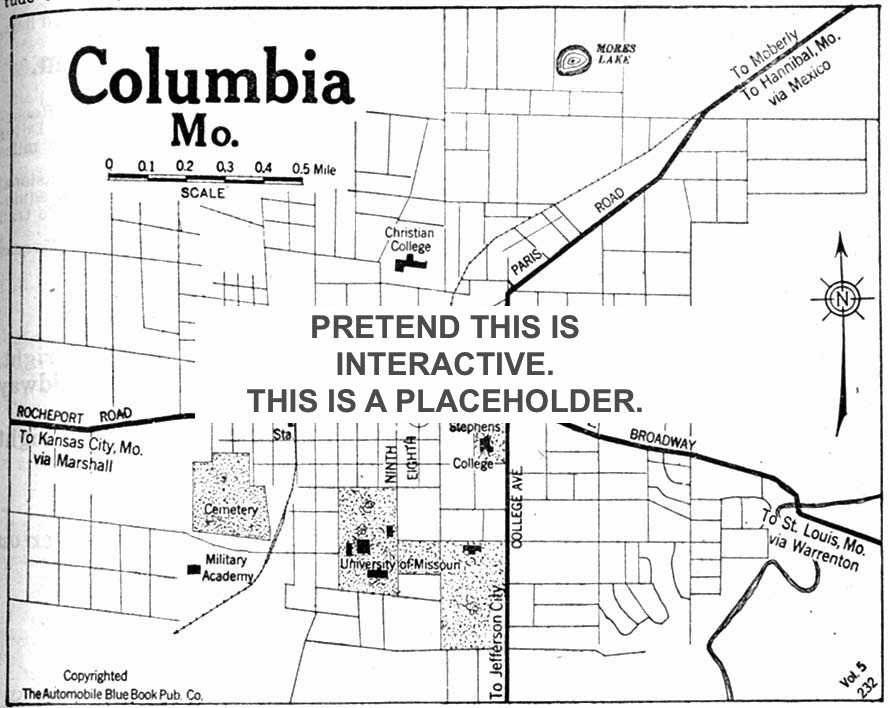 Columbia
Mo.
0 0.1 0.2 0.3 0.4 0.5 Mile
SCALE
MORES
LAKE
To Moberly
To Hannibal, Mo.
via Mexico
Christian
College
PARIS ROAD
N
PRETEND THIS IS
INTERACTIVE.
THIS IS A PLACEHOLDER.
ROCHEPORT ROAD
To Kansas City, Mo.
via Marshall
Sta.
NINTH
EIGHTH
Stephens
College
COLLEGE AVE.
BROADWAY
Cemetery
To St. Louis, Mo.
via Warrenton
Military
Academy
University of Missouri
To Jefferson City
Copyrighted
The Automobile Blue Book Pub. Co.
Vol. 5
232